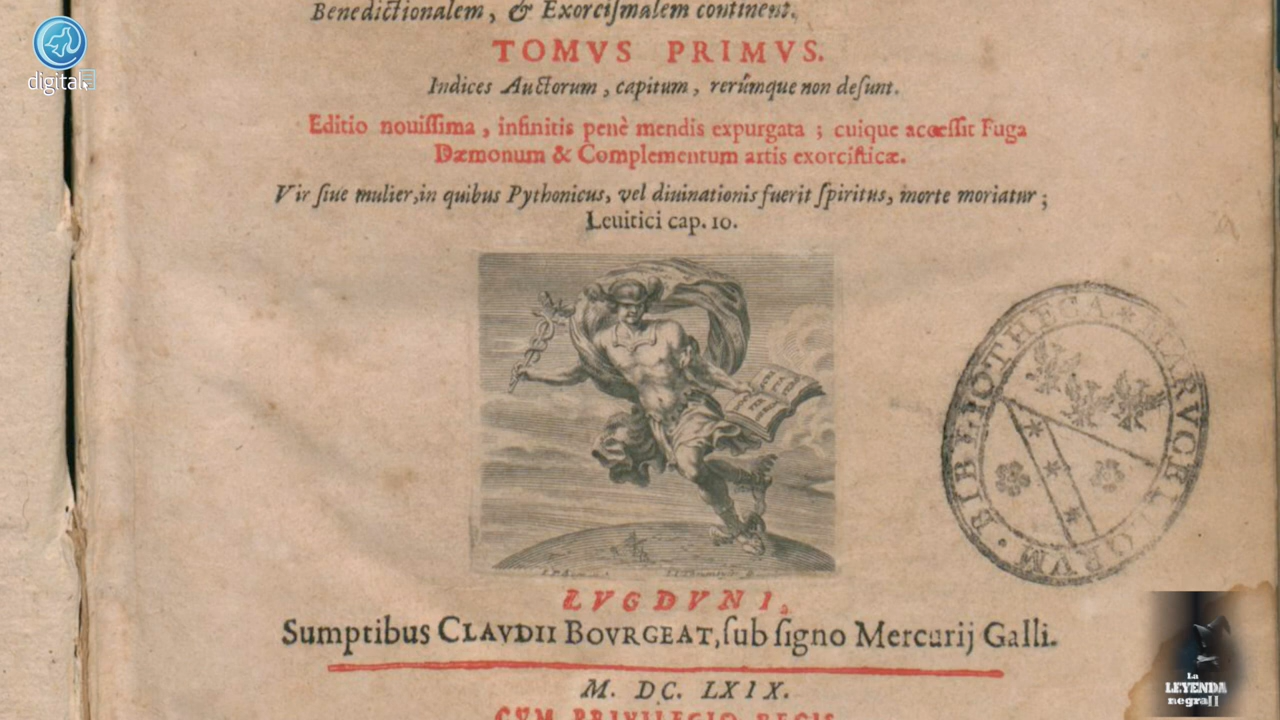 Benedictionalem, & Exorciſmalem continent.
TOMVS PRIMVS.
Indices Auctorum, capitum, rerúmque non deſunt.
Editio nouiſſima, infinitis penè mendis expurgata; cuique acceſſit Fuga
Dæmonum & Complementum artis exorciſticæ.
Vir ſiue mulier, in quibus Pythonicus, vel diuinationis fuerit ſpiritus, morte moriatur;
Leuitici cap. 10.
BIBLIOTHECA
LVGDVNI,
Sumptibus CLAVDII BOVRGEAT, ſub ſigno Mercurij Galli.
M. DC. LXIX.
CVM PRIVILEGIO REGIS
digital
La
LEYENDA
negra